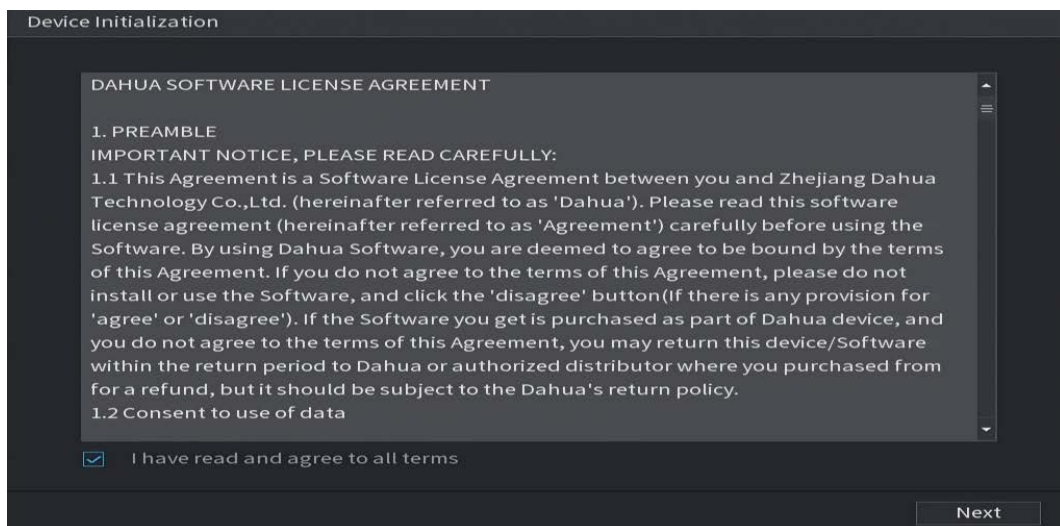 Device Initialization
DAHUA SOFTWARE LICENSE AGREEMENT
1. PREAMBLE
IMPORTANT NOTICE, PLEASE READ CAREFULLY:
1.1 This Agreement is a Software License Agreement between you and Zhejiang Dahua
Technology Co.,Ltd. (hereinafter referred to as 'Dahua'). Please read this software
license agreement (hereinafter referred to as 'Agreement') carefully before using the
Software. By using Dahua Software, you are deemed to agree to be bound by the terms
of this Agreement. If you do not agree to the terms of this Agreement, please do not
install or use the Software, and click the 'disagree' button(If there is any provision for
'agree' or 'disagree'). If the Software you get is purchased as part of Dahua device, and
you do not agree to the terms of this Agreement, you may return this device/Software
within the return period to Dahua or authorized distributor where you purchased from
for a refund, but it should be subject to the Dahua's return policy.
1.2 Consent to use of data
I have read and agree to all terms
Next